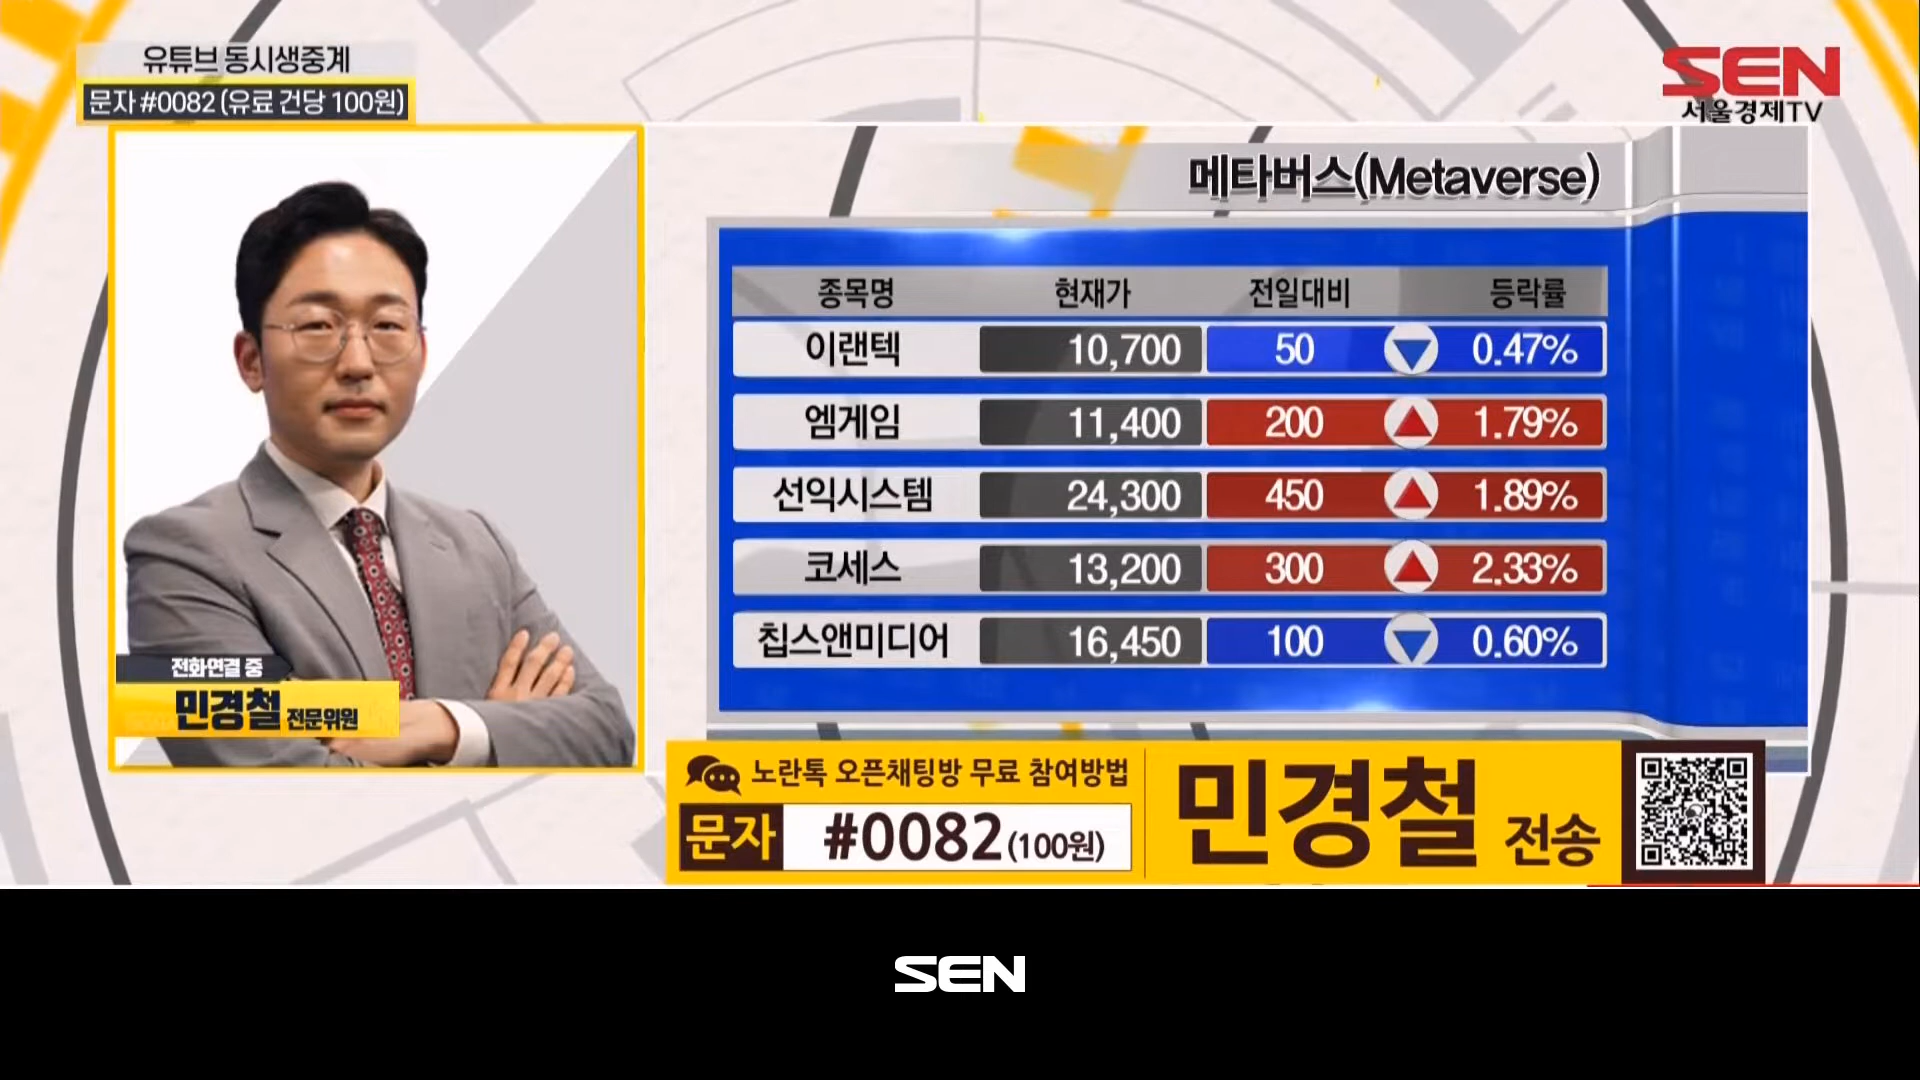 유튜브 동시생중계
문자 #0082 (유료 건당 100원)
SEN
서울경제TV
메타버스(Metaverse)
종목명 현재가 전일대비 등락률
이랜텍 10,700 50 ▼ 0.47%
엠게임 11,400 200 ▲ 1.79%
선익시스템 24,300 450 ▲ 1.89%
코세스 13,200 300 ▲ 2.33%
칩스앤미디어 16,450 100 ▼ 0.60%
전화연결 중
민경철 전문위원
노란톡 오픈채팅방 무료 참여방법
문자 #0082 (100원)
민경철 전송
SEN